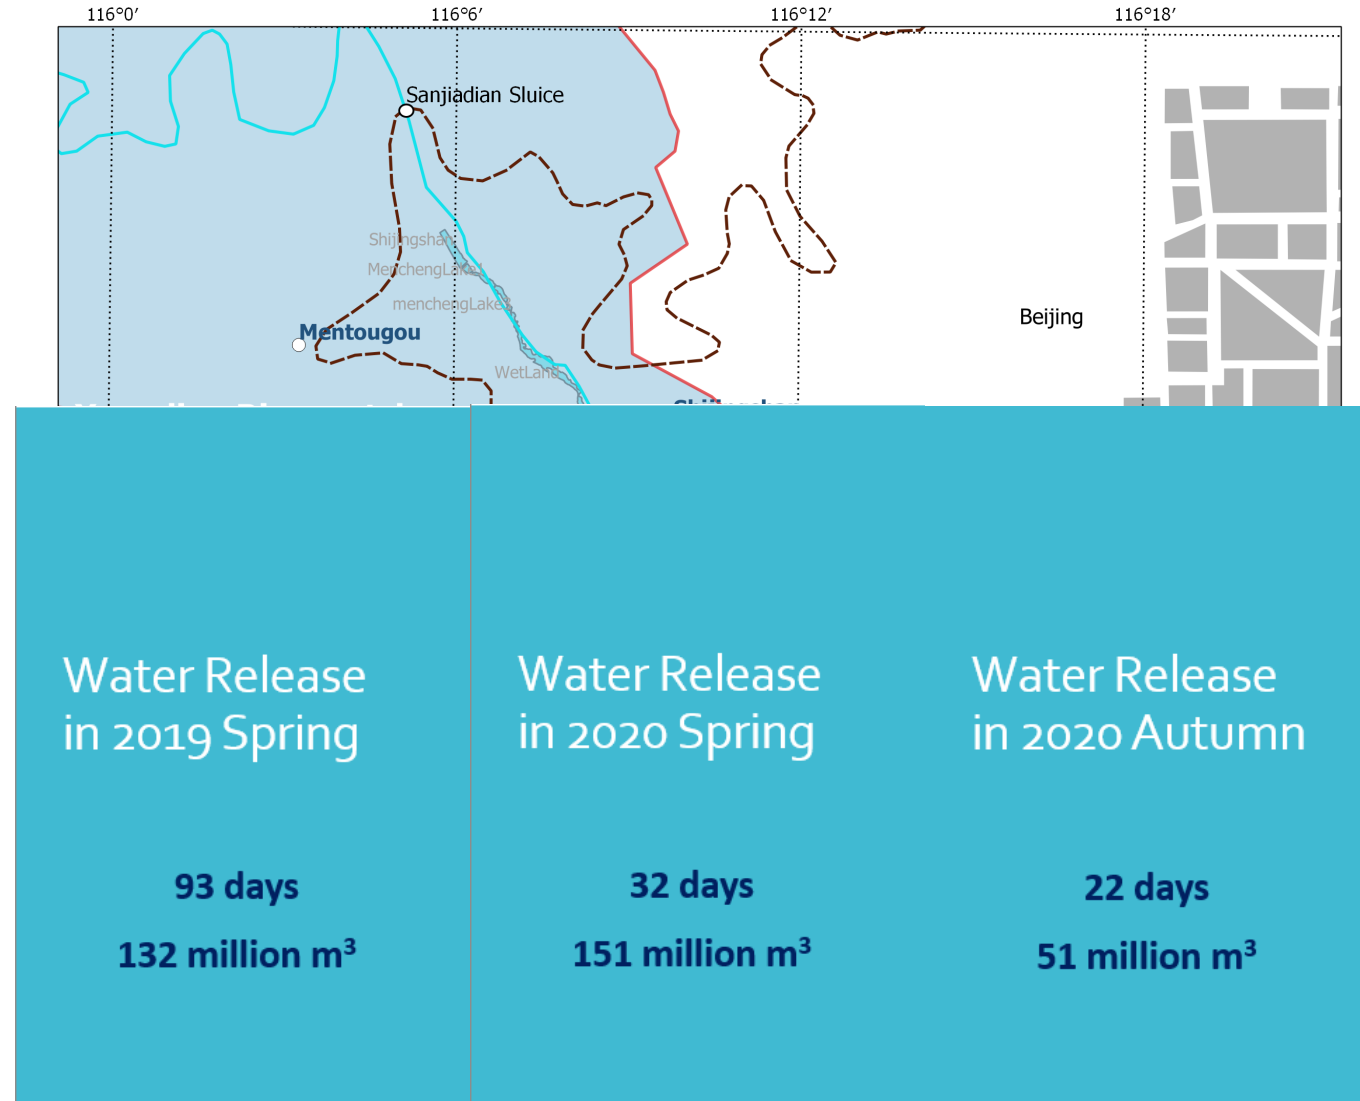 116°0′ 116°6′ 116°12′ 116°18′
Sanjiadian Sluice
Shijingshan
MenchengLake1
menchengLake
Mentougou
Beijing
WetLand
Water Release
in 2019 Spring
93 days
132 million m³
Water Release
in 2020 Spring
32 days
151 million m³
Water Release
in 2020 Autumn
22 days
51 million m³